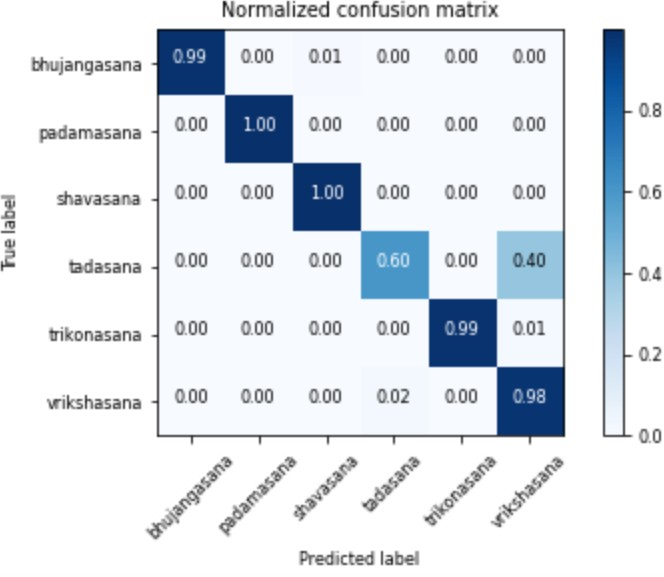 Normalized confusion matrix
True label
bhujangasana 0.99 0.00 0.01 0.00 0.00 0.00
padamasana 0.00 1.00 0.00 0.00 0.00 0.00
shavasana 0.00 0.00 1.00 0.00 0.00 0.00
tadasana 0.00 0.00 0.00 0.60 0.00 0.40
trikonasana 0.00 0.00 0.00 0.00 0.99 0.01
vrikshasana 0.00 0.00 0.00 0.02 0.00 0.98
bhujangasana padamasana shavasana tadasana trikonasana vrikshasana
Predicted label
0.8
0.6
0.4
0.2
0.0